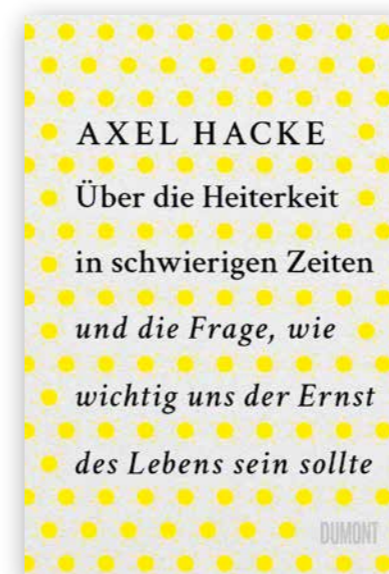 AXEL HACKE
Über die Heiterkeit
in schwierigen Zeiten
und die Frage, wie
wichtig uns der Ernst
des Lebens sein sollte
DUMONT